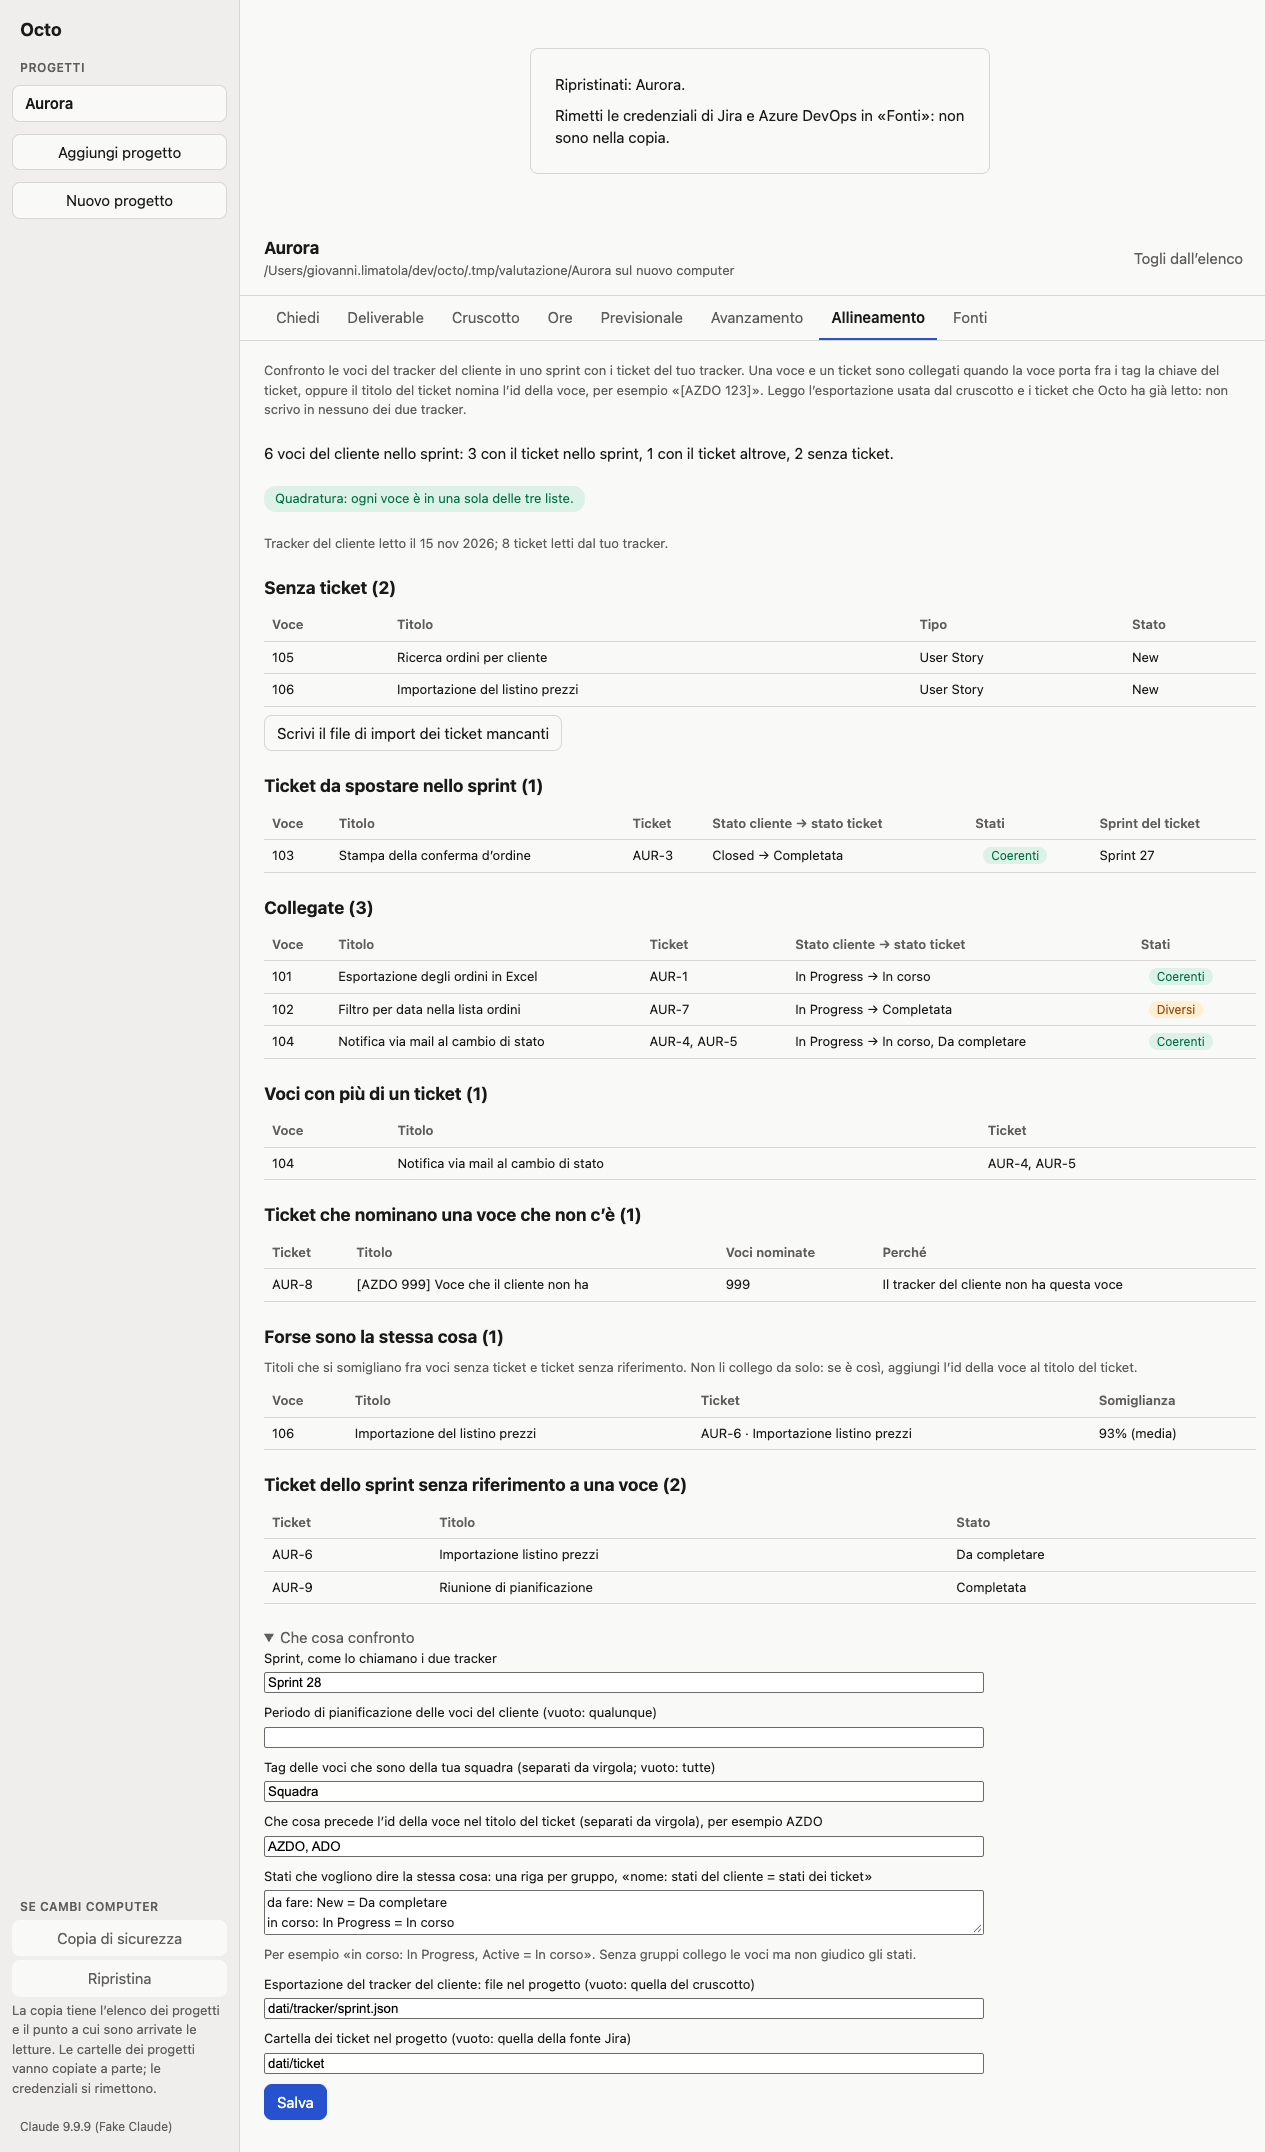 Octo
PROGETTI
Aurora
Aggiungi progetto
Nuovo progetto
Ripristinati: Aurora.
Rimetti le credenziali di Jira e Azure DevOps in «Fonti»: non
sono nella copia.
Aurora
/Users/giovanni.limatola/dev/octo/.tmp/valutazione/Aurora sul nuovo computer
Togli dall’elenco
Chiedi Deliverable Cruscotto Ore Previsionale Avanzamento Allineamento Fonti
Confronto le voci del tracker del cliente in uno sprint con i ticket del tuo tracker. Una voce e un ticket sono collegati quando la voce porta fra i tag la chiave del
ticket, oppure il titolo del ticket nomina l’id della voce, per esempio «[AZDO 123]». Leggo l’esportazione usata dal cruscotto e i ticket che Octo ha già letto: non
scrivo in nessuno dei due tracker.
6 voci del cliente nello sprint: 3 con il ticket nello sprint, 1 con il ticket altrove, 2 senza ticket.
Quadratura: ogni voce è in una sola delle tre liste.
Tracker del cliente letto il 15 nov 2026; 8 ticket letti dal tuo tracker.
Senza ticket (2)
Voce Titolo Tipo Stato
105 Ricerca ordini per cliente User Story New
106 Importazione del listino prezzi User Story New
Scrivi il file di import dei ticket mancanti
Ticket da spostare nello sprint (1)
Voce Titolo Ticket Stato cliente → stato ticket Stati Sprint del ticket
103 Stampa della conferma d’ordine AUR-3 Closed → Completata Coerenti Sprint 27
Collegate (3)
Voce Titolo Ticket Stato cliente → stato ticket Stati
101 Esportazione degli ordini in Excel AUR-1 In Progress → In corso Coerenti
102 Filtro per data nella lista ordini AUR-7 In Progress → Completata Diversi
104 Notifica via mail al cambio di stato AUR-4, AUR-5 In Progress → In corso, Da completare Coerenti
Voci con più di un ticket (1)
Voce Titolo Ticket
104 Notifica via mail al cambio di stato AUR-4, AUR-5
Ticket che nominano una voce che non c’è (1)
Ticket Titolo Voci nominate Perché
AUR-8 [AZDO 999] Voce che il cliente non ha 999 Il tracker del cliente non ha questa voce
Forse sono la stessa cosa (1)
Titoli che si somigliano fra voci senza ticket e ticket senza riferimento. Non li collego da solo: se è così, aggiungi l’id della voce al titolo del ticket.
Voce Titolo Ticket Somiglianza
106 Importazione del listino prezzi AUR-6 · Importazione listino prezzi 93% (media)
Ticket dello sprint senza riferimento a una voce (2)
Ticket Titolo Stato
AUR-6 Importazione listino prezzi Da completare
AUR-9 Riunione di pianificazione Completata
▼ Che cosa confronto
Sprint, come lo chiamano i due tracker
Sprint 28
Periodo di pianificazione delle voci del cliente (vuoto: qualunque)
Tag delle voci che sono della tua squadra (separati da virgola; vuoto: tutte)
Squadra
Che cosa precede l’id della voce nel titolo del ticket (separati da virgola), per esempio AZDO
AZDO, ADO
Stati che vogliono dire la stessa cosa: una riga per gruppo, «nome: stati del cliente = stati dei ticket»
da fare: New = Da completare
in corso: In Progress = In corso
Per esempio «in corso: In Progress, Active = In corso». Senza gruppi collego le voci ma non giudico gli stati.
Esportazione del tracker del cliente: file nel progetto (vuoto: quella del cruscotto)
dati/tracker/sprint.json
Cartella dei ticket nel progetto (vuoto: quella della fonte Jira)
dati/ticket
Salva
SE CAMBI COMPUTER
Copia di sicurezza
Ripristina
La copia tiene l’elenco dei progetti
e il punto a cui sono arrivate le
letture. Le cartelle dei progetti
vanno copiate a parte; le
credenziali si rimettono.
Claude 9.9.9 (Fake Claude)